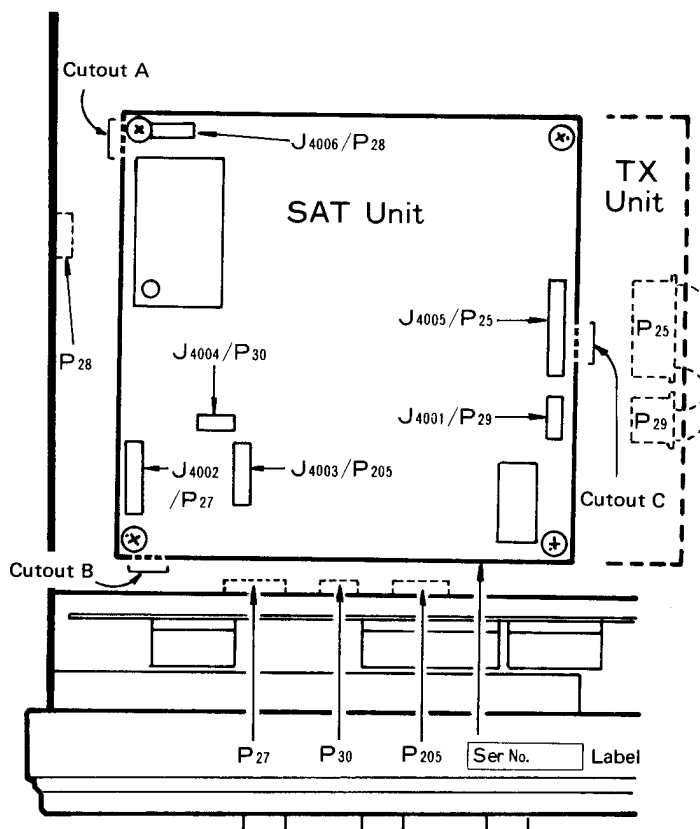 Cutout A
J4006/P28
TX
Unit
SAT Unit
J4005/P25
P25
P28
J4004/P30
J4001/P29
P29
J4002
/P27
J4003/P205
Cutout C
Cutout B
P27
P30
P205
Ser No.
Label